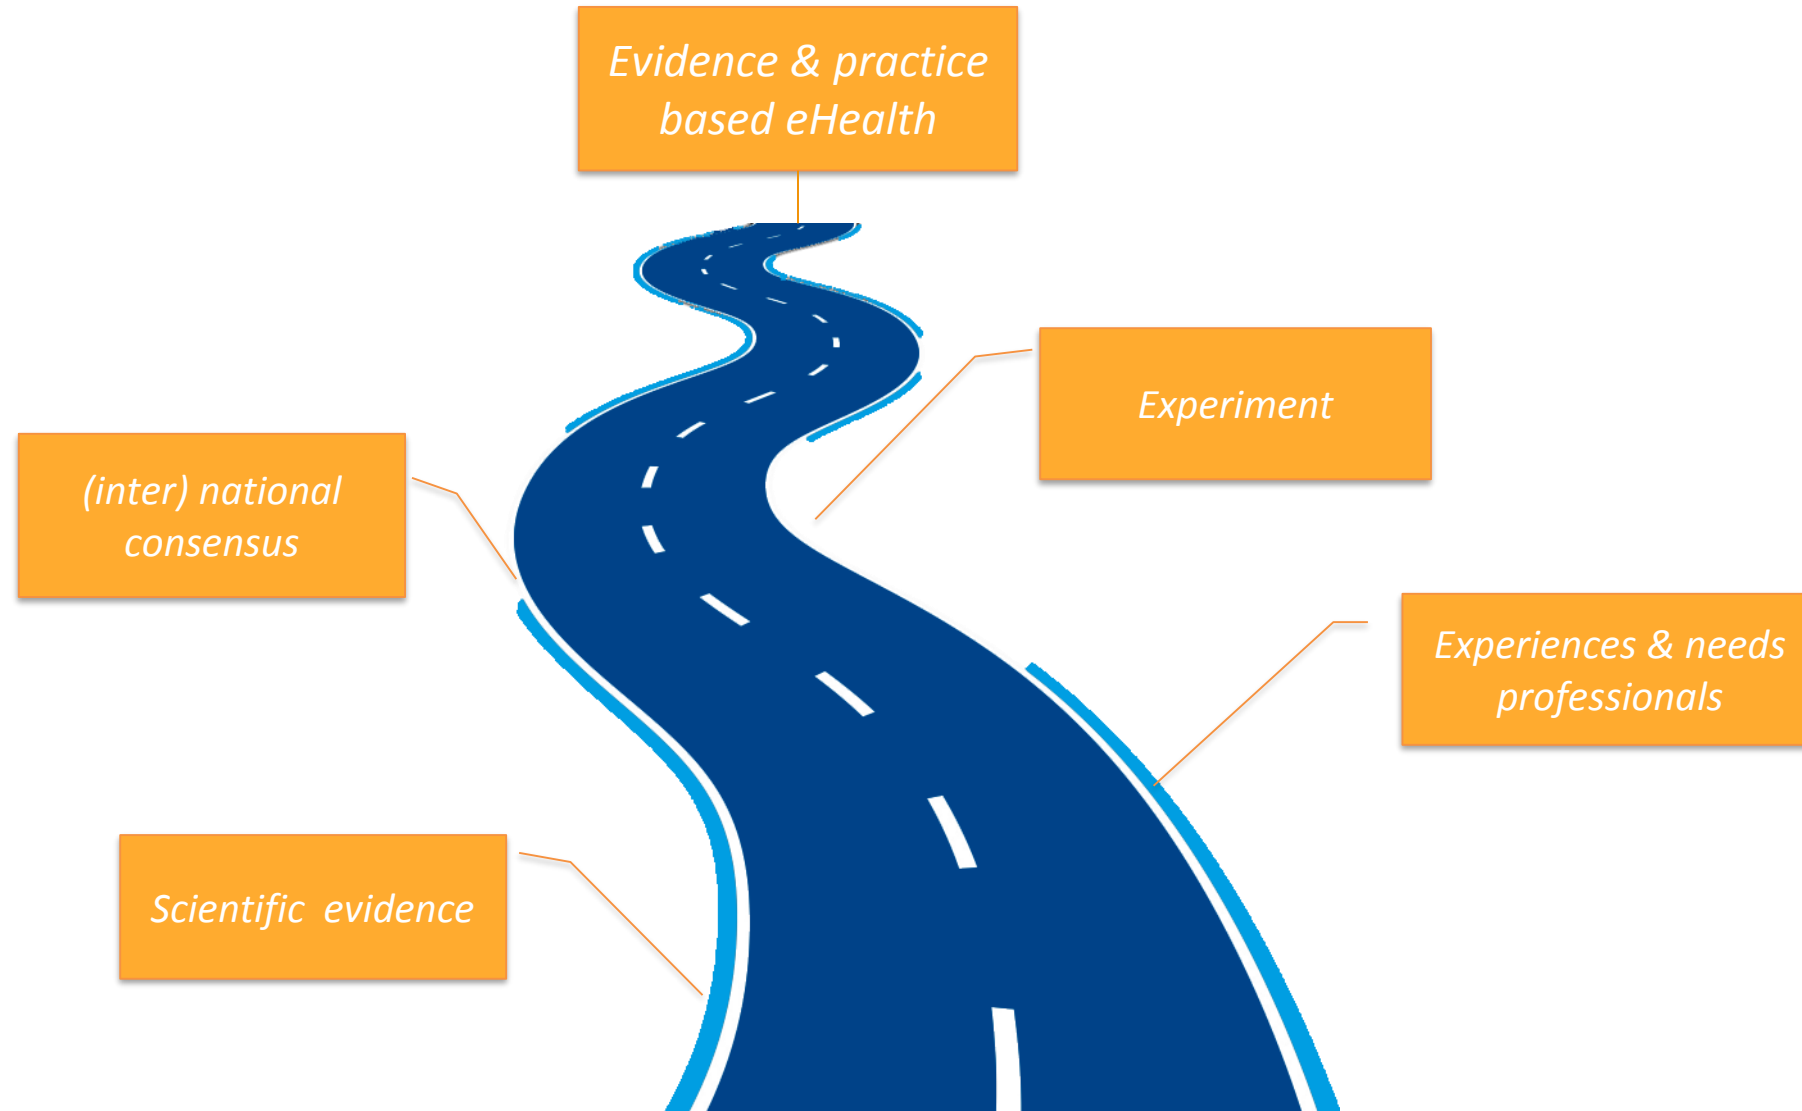 Evidence & practice
based eHealth
Experiment
(inter) national
consensus
Experiences & needs
professionals
Scientific  evidence